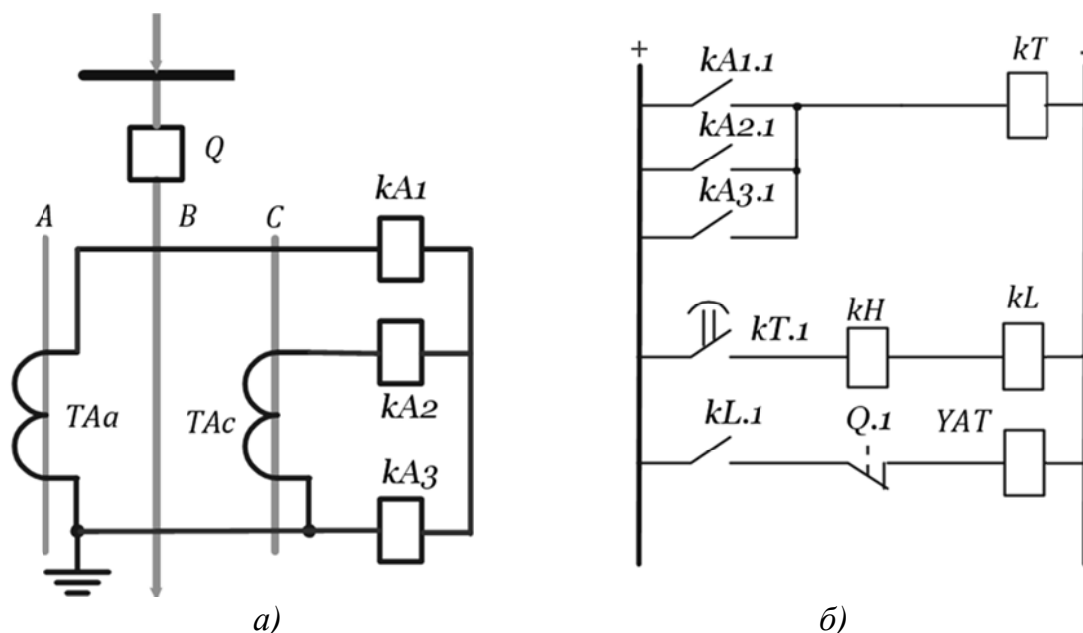 +
kT
-
kA1.1
kA2.1
kA3.1
Q
A
B
C
kA1
kA2
kA3
TAa
TAc
kT.1
kH
kL
kL.1
Q.1
YAT
а)
б)